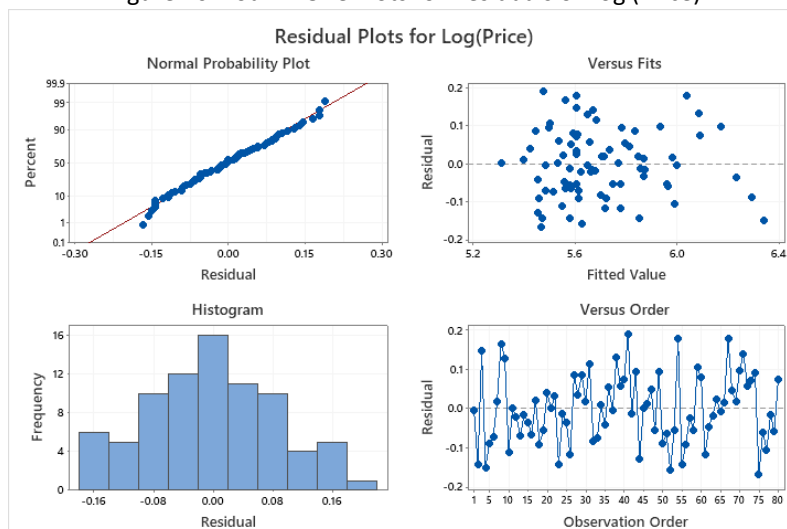 Residual Plots for Log(Price)
Normal Probability Plot
99.9
99
90
50
10
1
0.1
Percent
-0.30 -0.15 0.00 0.15 0.30
Residual
Versus Fits
0.2
0.1
0.0
-0.1
-0.2
Residual
5.2 5.6 6.0 6.4
Fitted Value
Histogram
16
12
8
4
0
Frequency
-0.16 -0.08 0.00 0.08 0.16
Residual
Versus Order
0.2
0.1
0.0
-0.1
-0.2
Residual
1 5 10 15 20 25 30 35 40 45 50 55 60 65 70 75 80
Observation Order